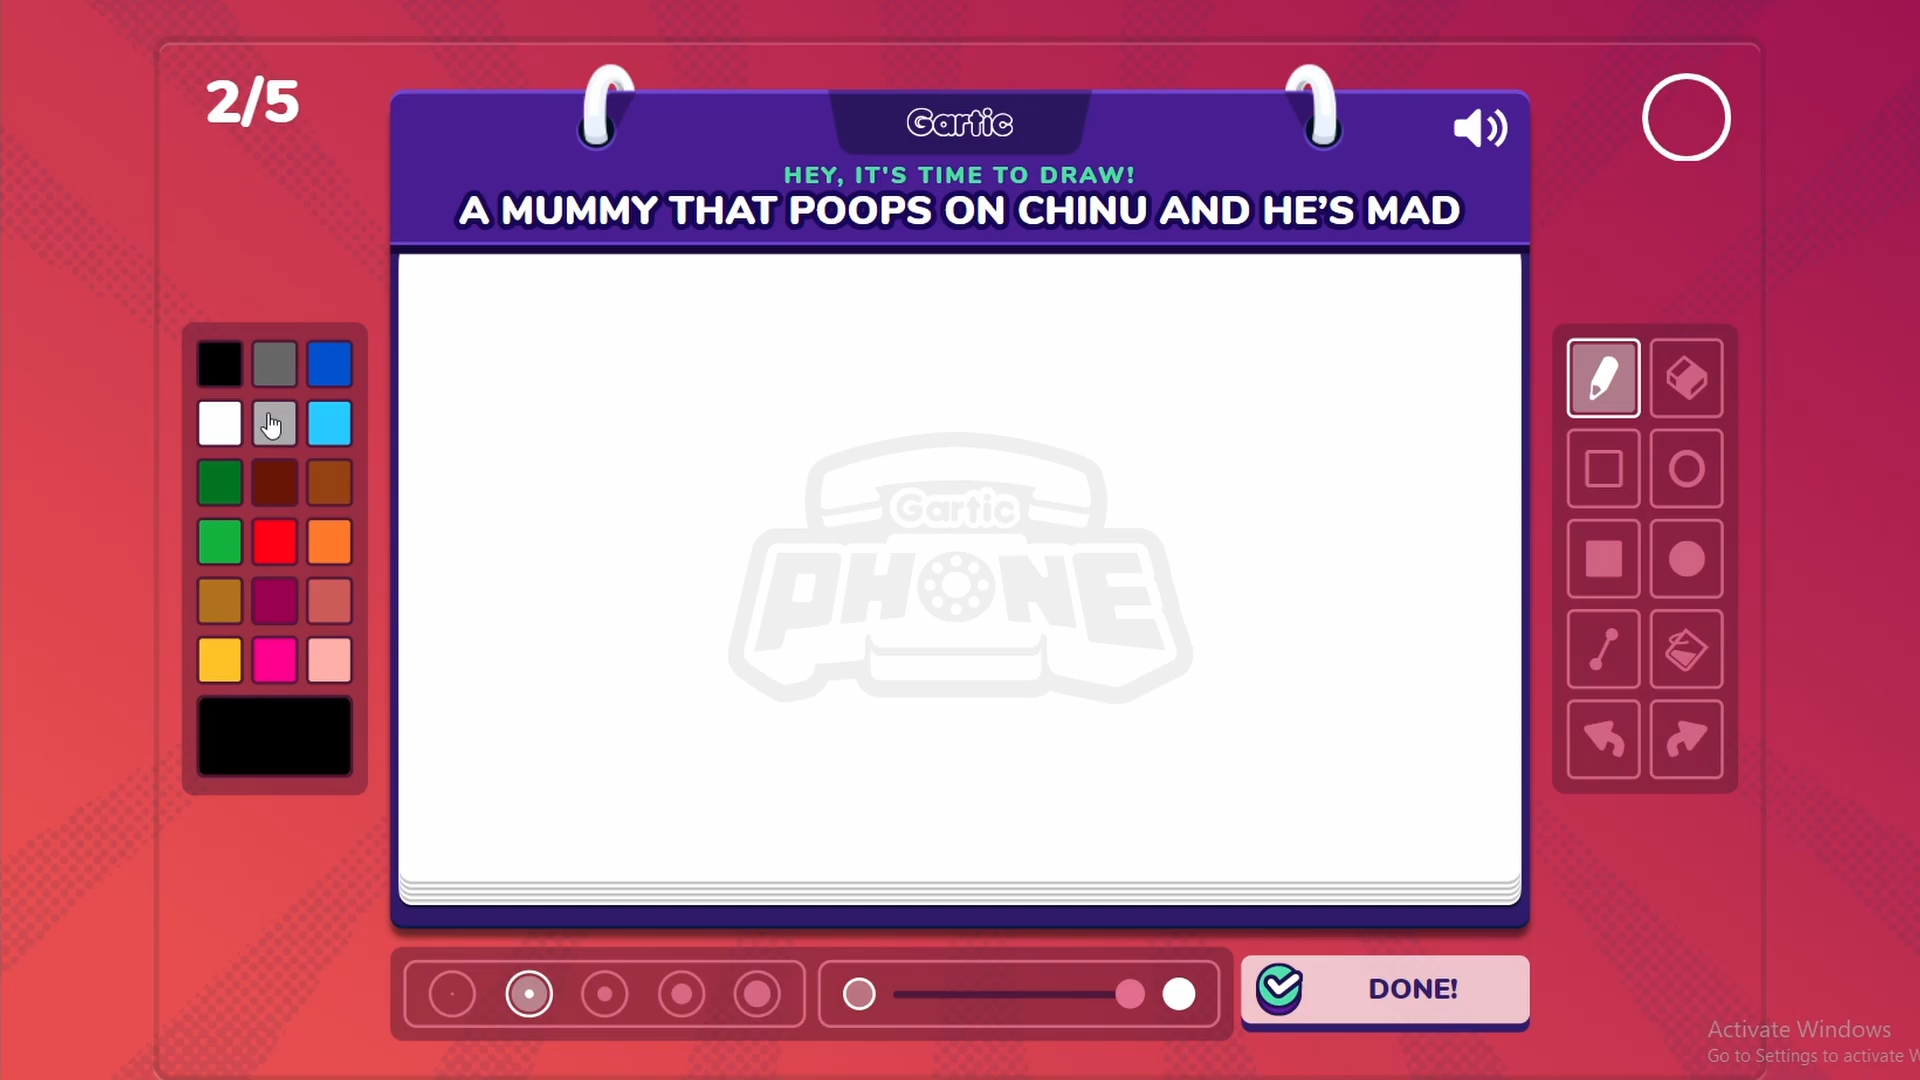 2/5
Gartic
HEY, IT'S TIME TO DRAW!
A MUMMY THAT POOPS ON CHINU AND HE'S MAD
Gartic
PHONE
DONE!
Activate Windows
Go to Settings to activate W